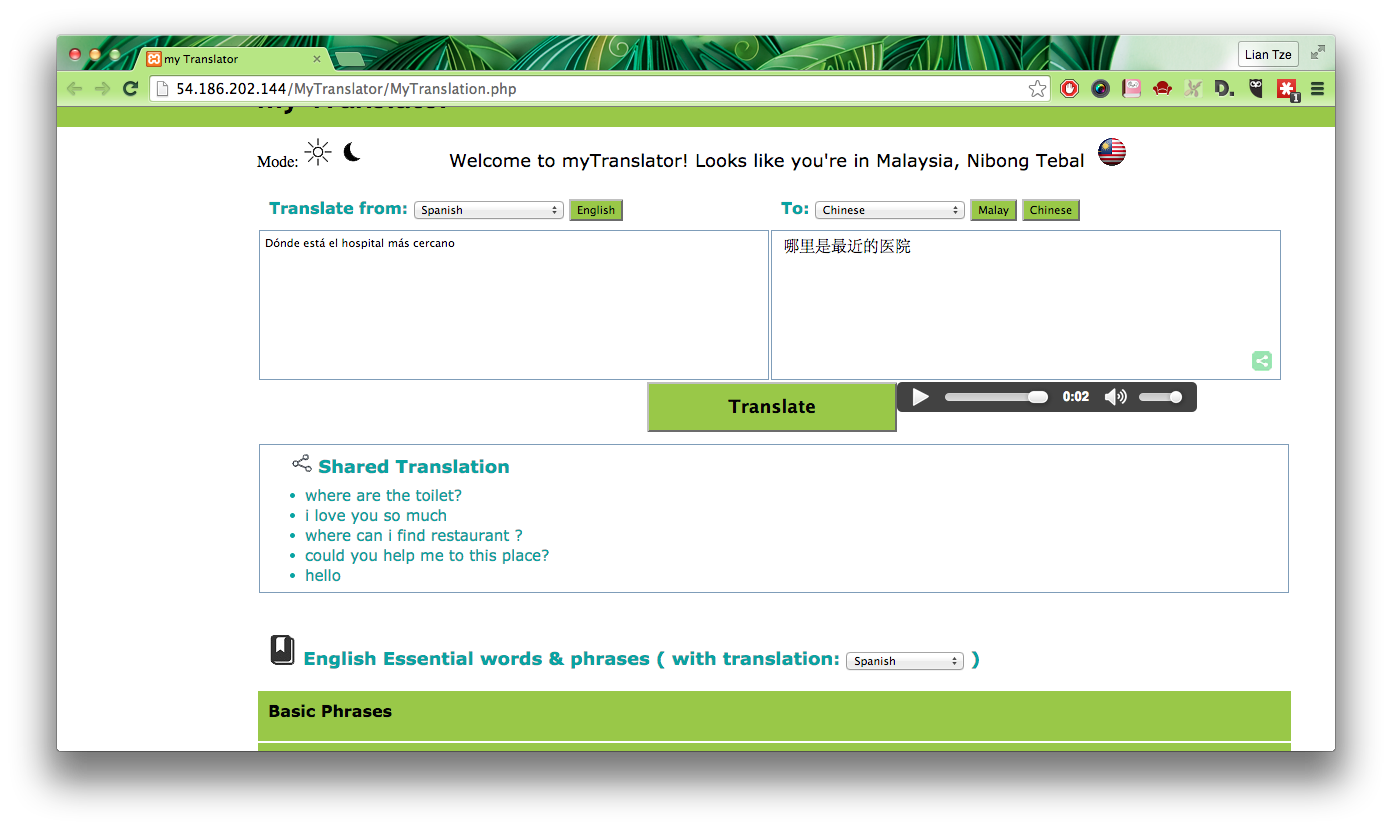 my Translator
Lian Tze
54.186.202.144/MyTranslator/MyTranslation.php
D.
1
My Translator
Mode:
Welcome to myTranslator! Looks like you're in Malaysia, Nibong Tebal
Translate from: Spanish English
To: Chinese Malay Chinese
Dónde está el hospital más cercano
哪里是最近的医院
Translate
0:02
Shared Translation
where are the toilet?
i love you so much
where can i find restaurant ?
could you help me to this place?
hello
English Essential words & phrases ( with translation: Spanish )
Basic Phrases